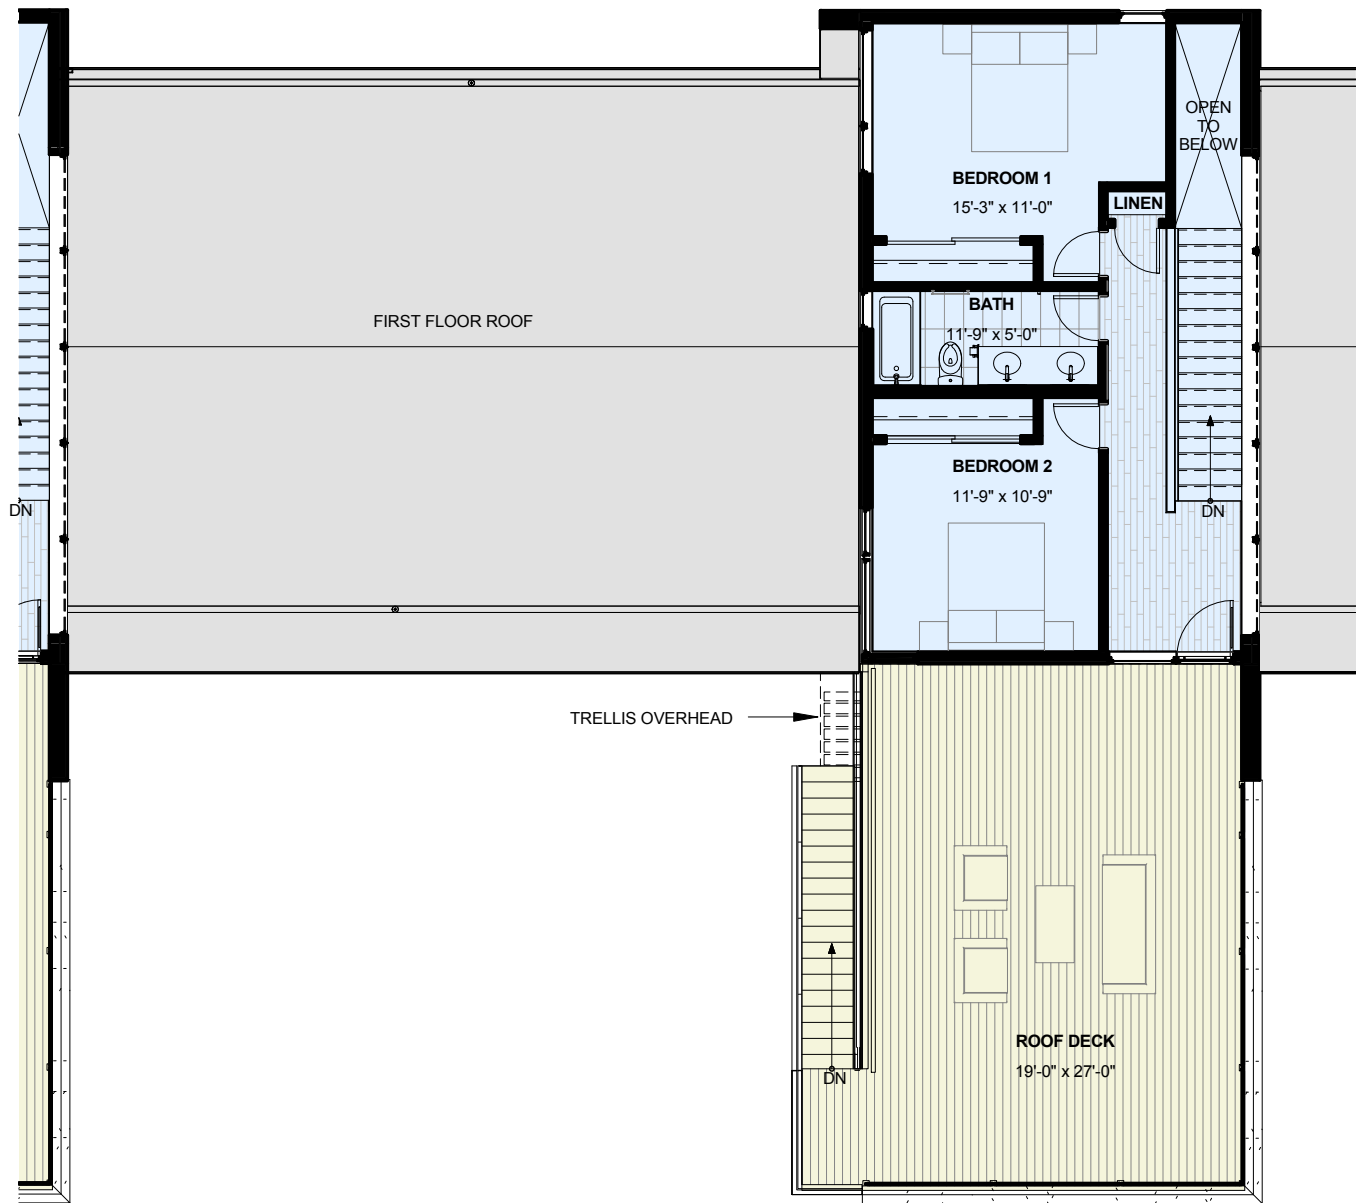 OPEN
TO
BELOW
BEDROOM 1
15'-3" x 11'-0"
LINEN
BATH
11'-9" x 5'-0"
FIRST FLOOR ROOF
BEDROOM 2
11'-9" x 10'-9"
DN
DN
TRELLIS OVERHEAD
ROOF DECK
19'-0" x 27'-0"
DN